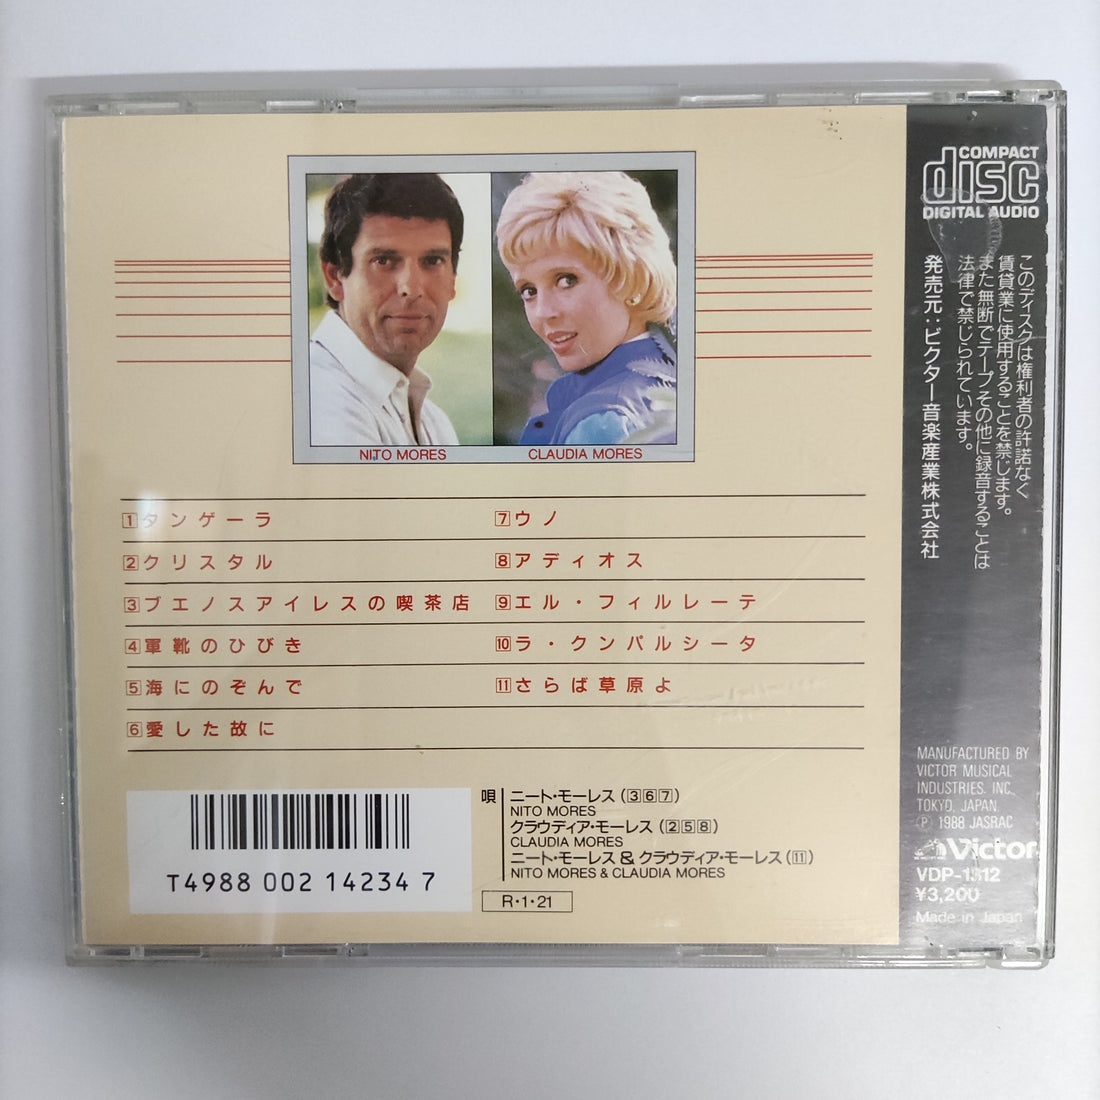 NITO MORES
CLAUDIA MORES
1 タンゲーラ
2 クリスタル
3 ブエノスアイレスの喫茶店
4 軍靴のひびき
5 海にのぞんで
6 愛した故に
7 ウノ
8 アディオス
9 エル・フィルレーテ
10 ラ・クンパルシータ
11 さらば草原よ
T4988 002 14234 7
唄
ニート・モーレス(3 6 7)
NITO MORES
クラウディア・モーレス(2 5 8)
CLAUDIA MORES
ニート・モーレス & クラウディア・モーレス(11)
NITO MORES & CLAUDIA MORES
R・1・21
COMPACT
disc
DIGITAL AUDIO
このディスクは権利者の許諾なく
賃貸業に使用することを禁じます。
また無断でテープその他に録音することは
法律で禁じられています。
発売元:ビクター音楽産業株式会社
MANUFACTURED BY
VICTOR MUSICAL
INDUSTRIES. INC.
TOKYO, JAPAN
Ⓟ 1988 JASRAC
Victor
VDP-1312
¥3,200
Made in Japan